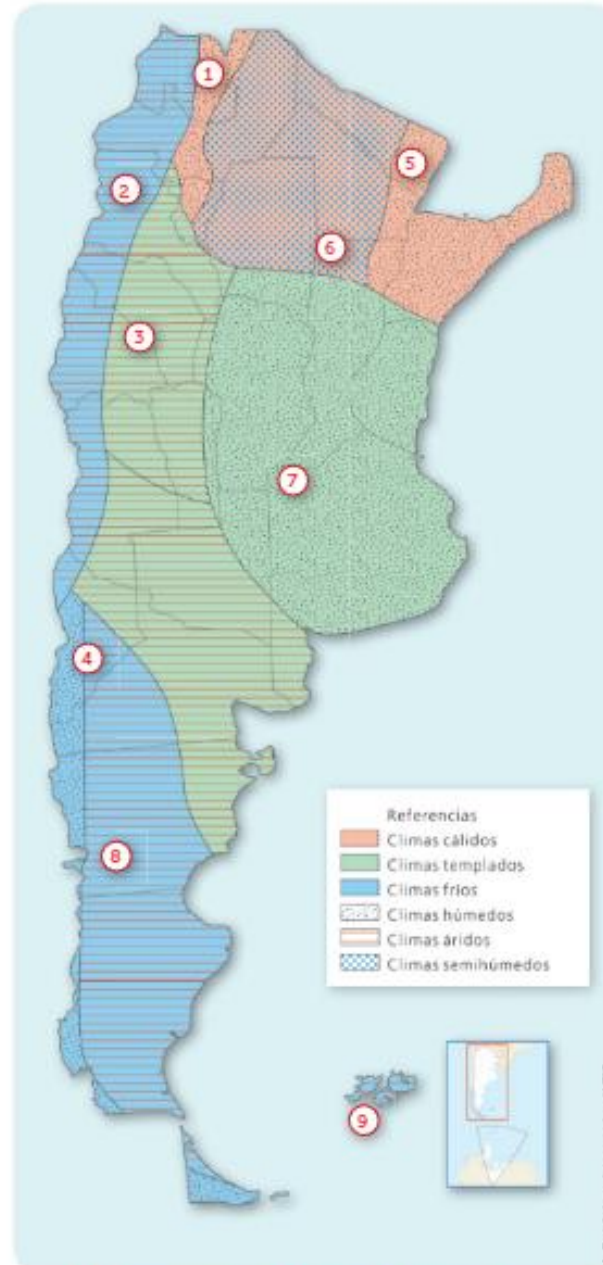 1
2
5
6
3
7
4
8
Referencias
Climas cálidos
Climas templados
Climas fríos
Climas húmedos
Climas áridos
Climas semihúmedos
9